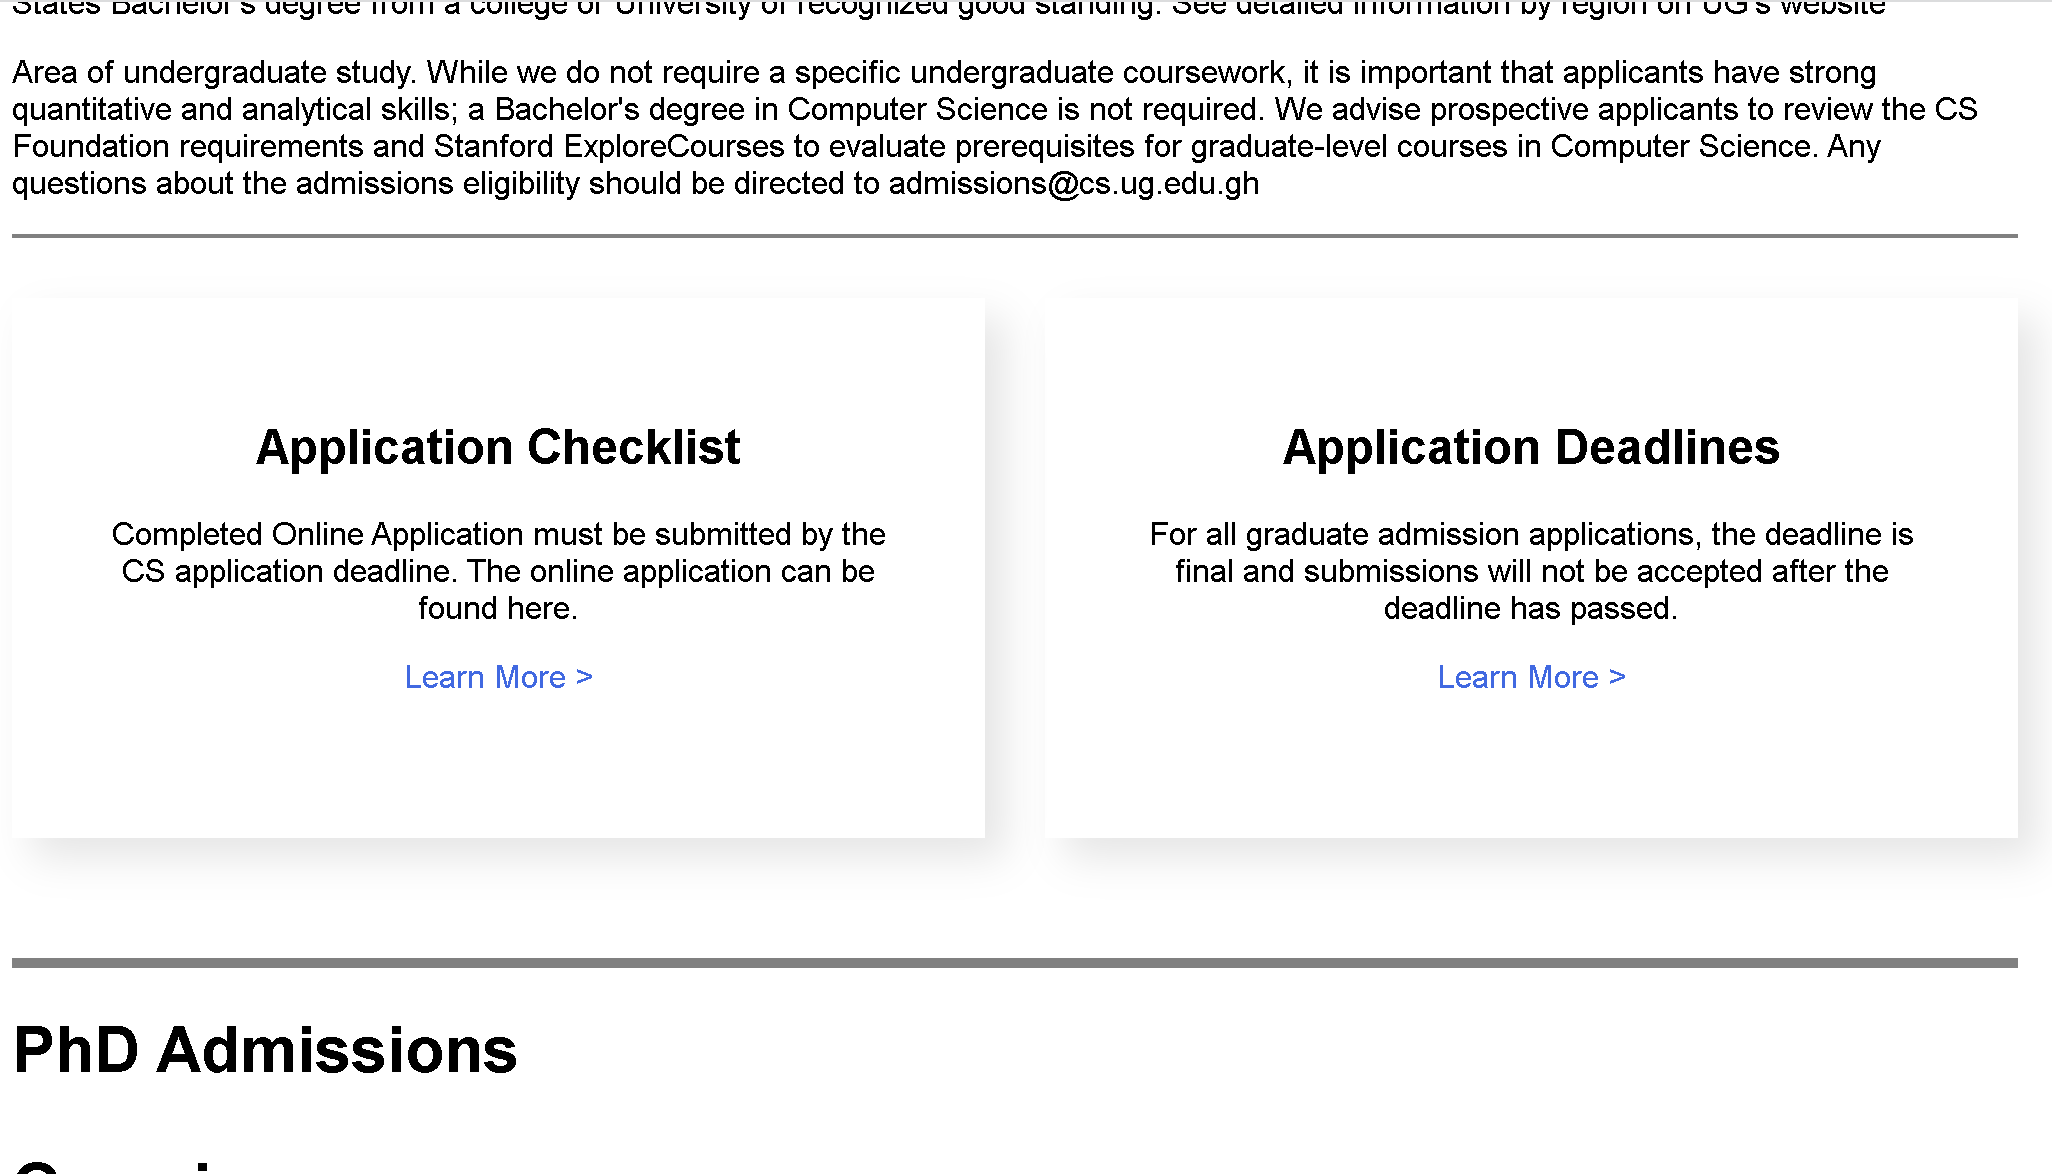 States Bachelor's degree from a college or University of recognized good standing. See detailed information by region on UG's website
Area of undergraduate study. While we do not require a specific undergraduate coursework, it is important that applicants have strong
quantitative and analytical skills; a Bachelor's degree in Computer Science is not required. We advise prospective applicants to review the CS
Foundation requirements and Stanford ExploreCourses to evaluate prerequisites for graduate-level courses in Computer Science. Any
questions about the admissions eligibility should be directed to admissions@cs.ug.edu.gh
Application Checklist
Completed Online Application must be submitted by the
CS application deadline. The online application can be
found here.
Learn More >
Application Deadlines
For all graduate admission applications, the deadline is
final and submissions will not be accepted after the
deadline has passed.
Learn More >
PhD Admissions